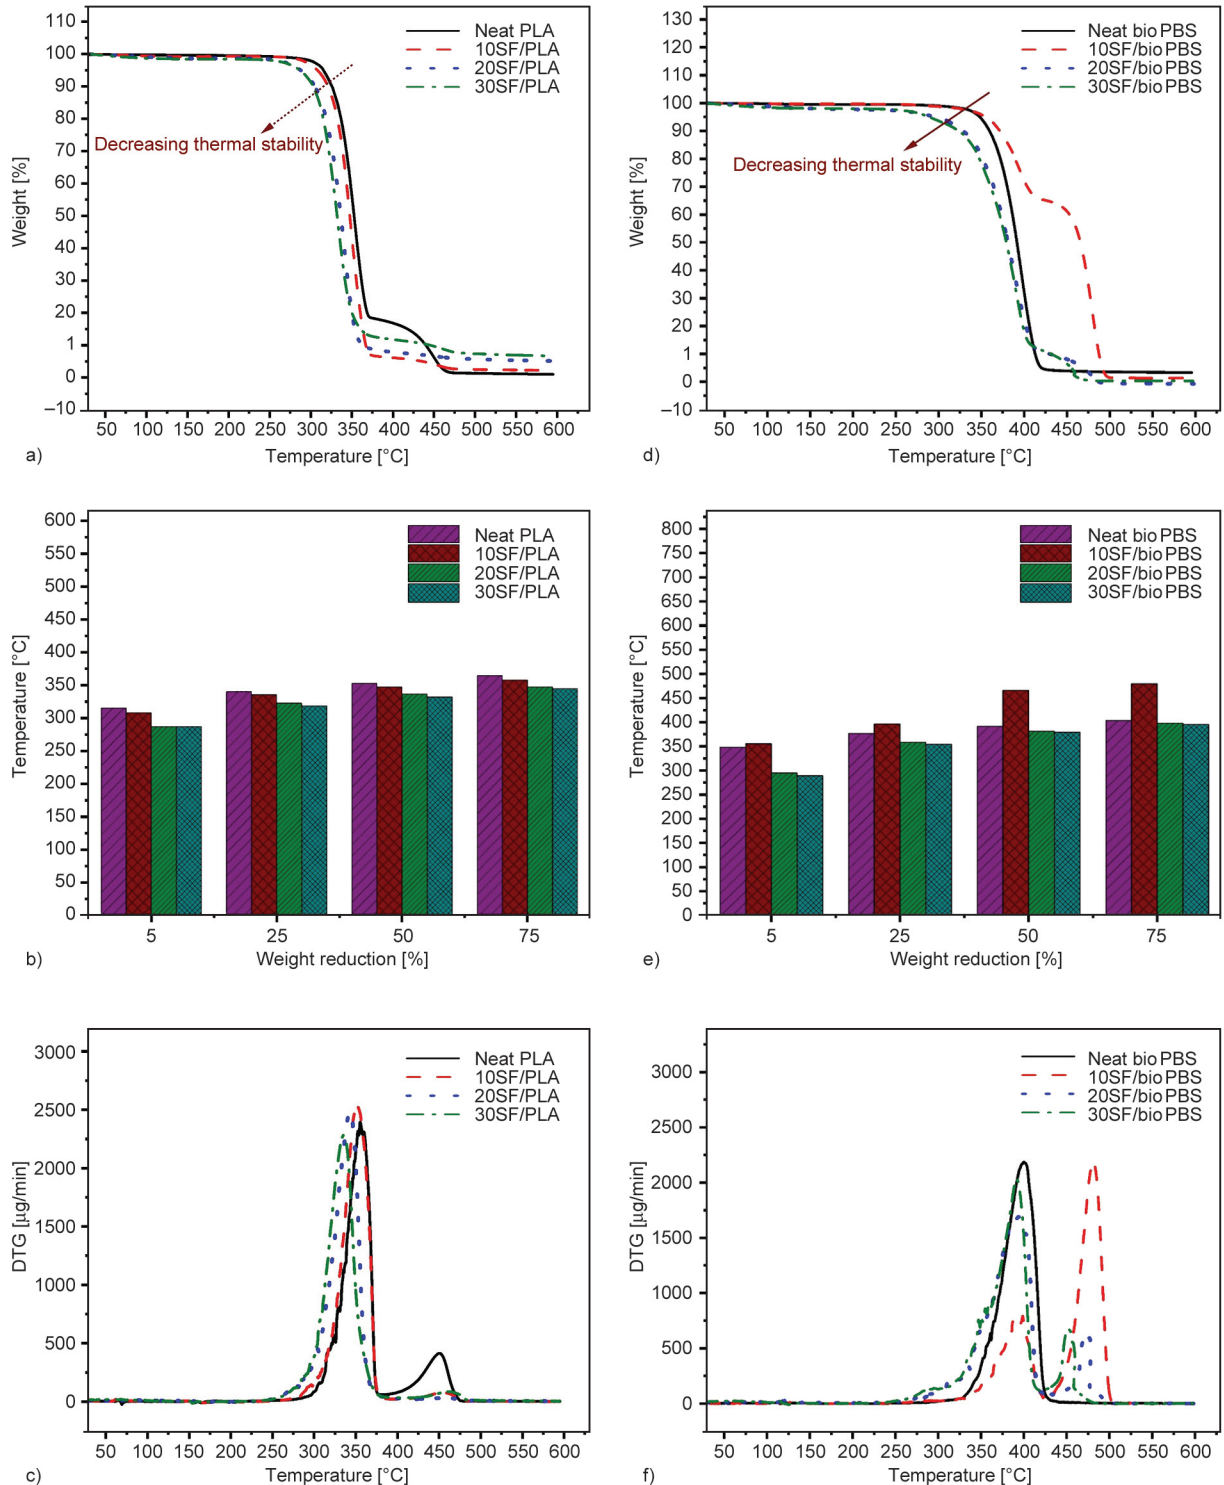 110
100
90
80
70
60
50
40
30
20
1
0
–10
Weight [%]
Neat PLA
10SF/PLA
20SF/PLA
30SF/PLA
Decreasing thermal stability
50 100 150 200 250 300 350 400 450 500 550 600
a) Temperature [°C]
130
120
110
100
90
80
70
60
50
40
30
20
1
0
–10
Weight [%]
Neat bio PBS
10SF/bio PBS
20SF/bio PBS
30SF/bio PBS
Decreasing thermal stability
50 100 150 200 250 300 350 400 450 500 550 600
d) Temperature [°C]
600
550
500
450
400
350
300
250
200
150
100
50
0
Temperature [°C]
Neat PLA
10SF/PLA
20SF/PLA
30SF/PLA
5 25 50 75
b) Weight reduction [%]
800
750
700
650
600
550
500
450
400
350
300
250
200
150
100
50
0
Temperature [°C]
Neat bio PBS
10SF/bio PBS
20SF/bio PBS
30SF/bio PBS
5 25 50 75
e) Weight reduction [%]
3000
2500
2000
1500
1000
500
0
DTG [µg/min]
Neat PLA
10SF/PLA
20SF/PLA
30SF/PLA
50 100 150 200 250 300 350 400 450 500 550 600
c) Temperature [°C]
3000
2500
2000
1500
1000
500
0
DTG [µg/min]
Neat bio PBS
10SF/bio PBS
20SF/bio PBS
30SF/bio PBS
50 100 150 200 250 300 350 400 450 500 550 600
f) Temperature [°C]